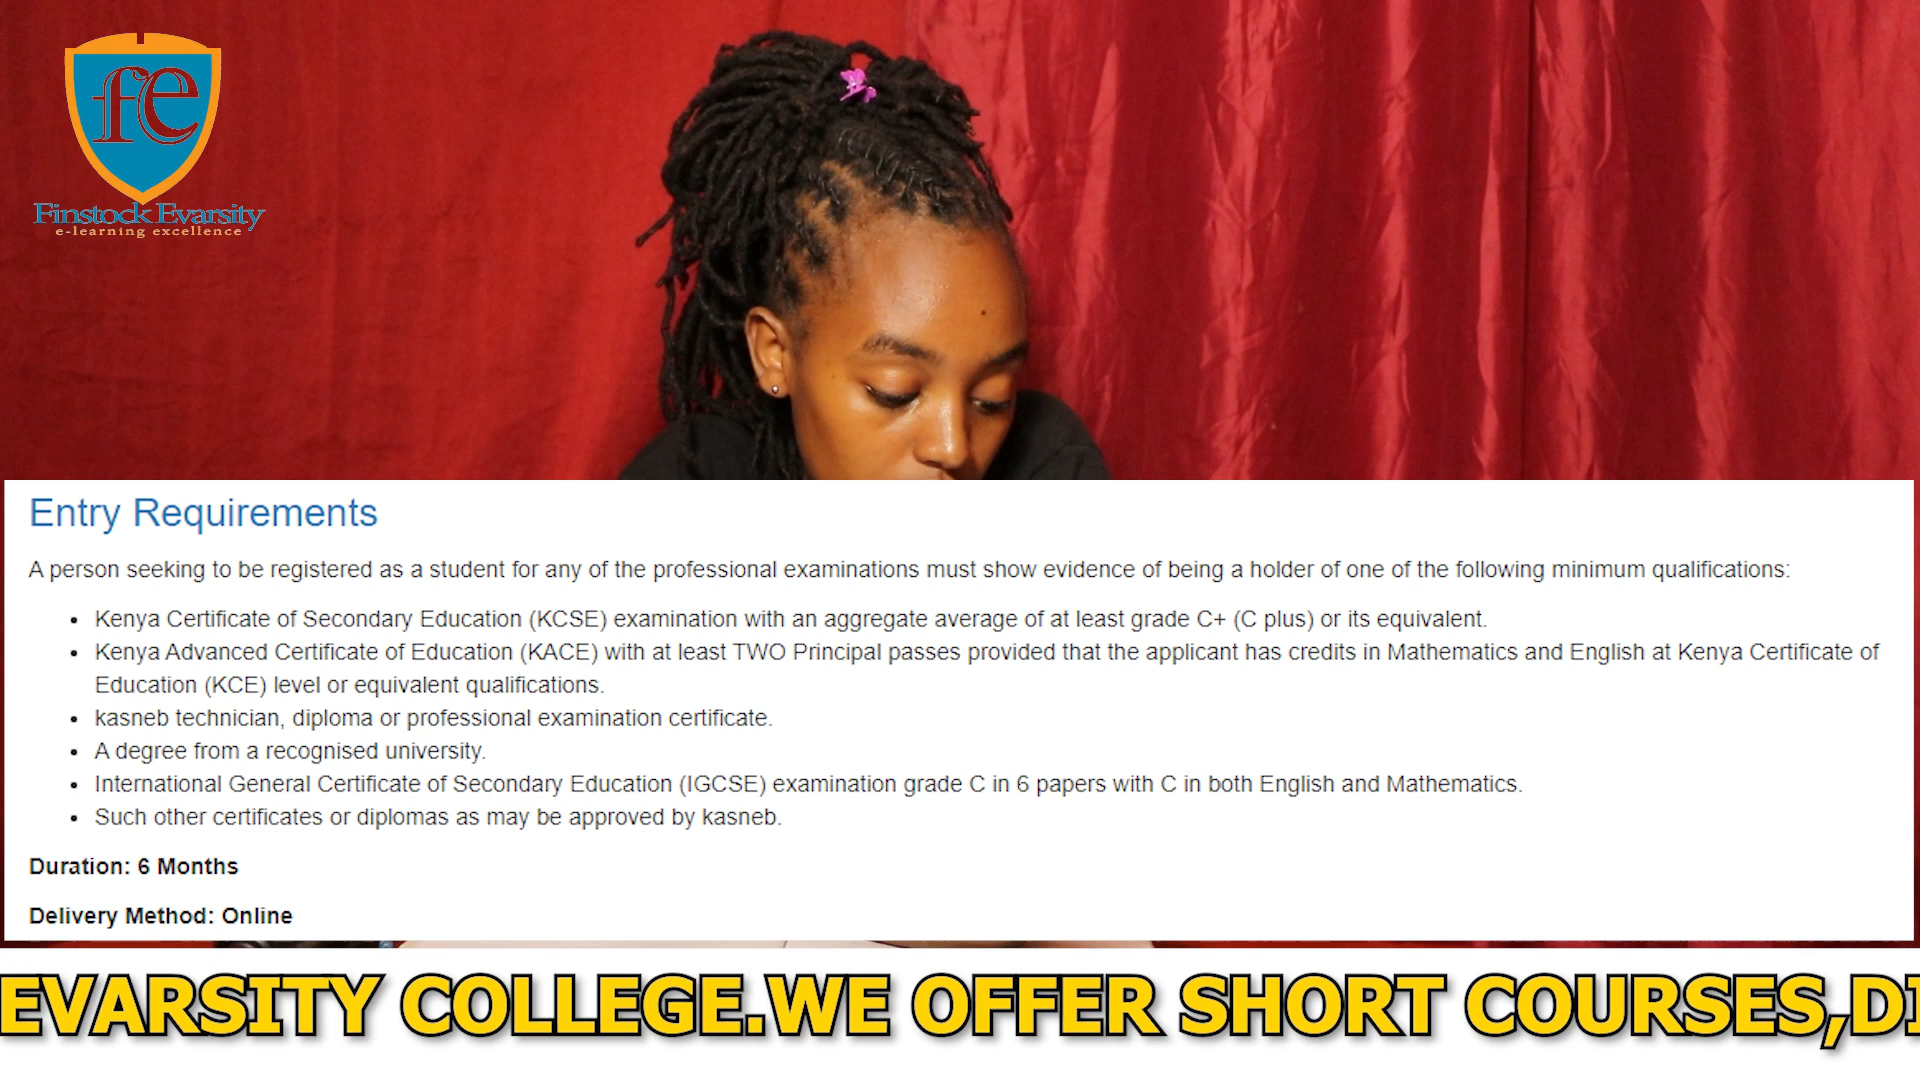 fe
Finstock Evarsity
e-learning excellence
Entry Requirements
A person seeking to be registered as a student for any of the professional examinations must show evidence of being a holder of one of the following minimum qualifications:
• Kenya Certificate of Secondary Education (KCSE) examination with an aggregate average of at least grade C+ (C plus) or its equivalent.
• Kenya Advanced Certificate of Education (KACE) with at least TWO Principal passes provided that the applicant has credits in Mathematics and English at Kenya Certificate of
Education (KCE) level or equivalent qualifications.
• kasneb technician, diploma or professional examination certificate.
• A degree from a recognised university.
• International General Certificate of Secondary Education (IGCSE) examination grade C in 6 papers with C in both English and Mathematics.
• Such other certificates or diplomas as may be approved by kasneb.
Duration: 6 Months
Delivery Method: Online
EVARSITY COLLEGE.WE OFFER SHORT COURSES,